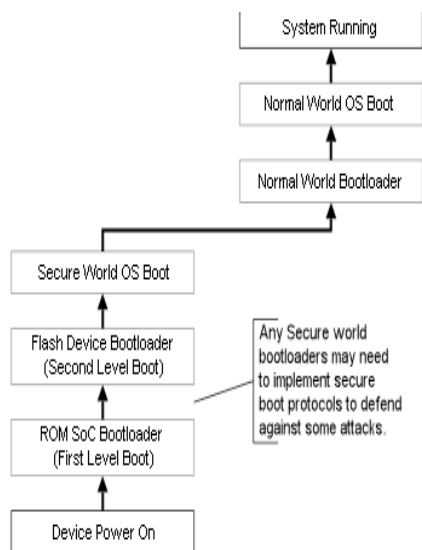 System Running
Normal World OS Boot
Normal World Bootloader
Secure World OS Boot
Flash Device Bootloader
(Second Level Boot)
Any Secure world
bootloaders may need
to implement secure
boot protocols to defend
against some attacks.
ROM SoC Bootloader
(First Level Boot)
Device Power On